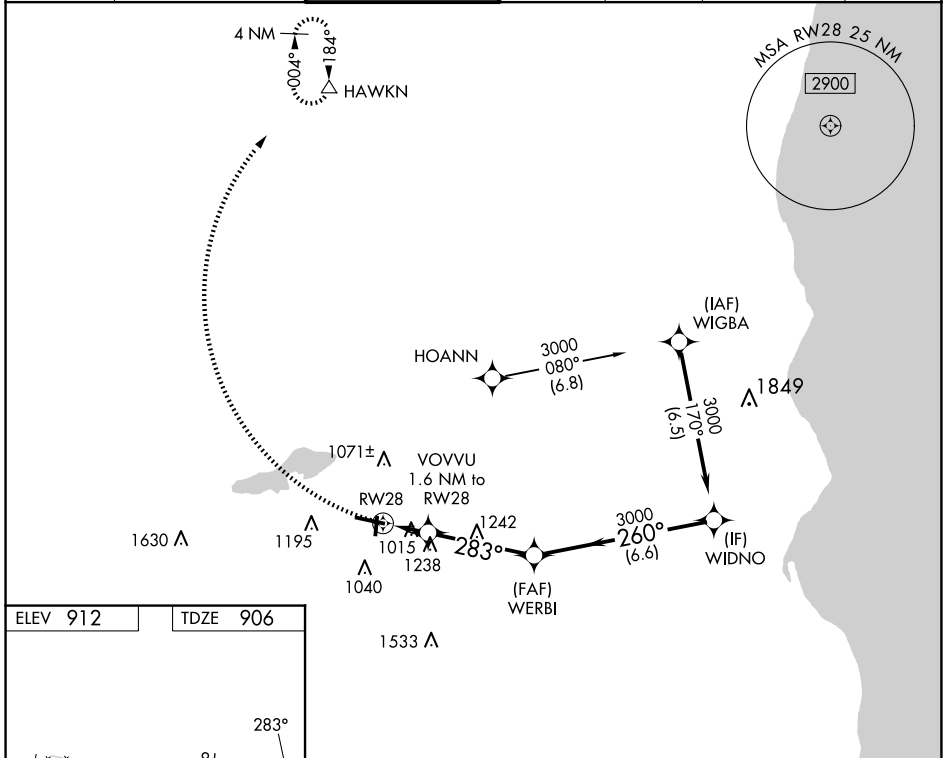 4 NM
004°
184°
HAWKN
MSA RW28 25 NM
2900
(IAF)
WIGBA
HOANN
3000
080°
(6.8)
1849
3000
170°
(6.5)
1071±
VOVVU
1.6 NM to
RW28
RW28
1630
1195
1015
1242
1238
1040
283°
3000
260°
(6.6)
(IF)
WIDNO
(FAF)
WERBI
1533
ELEV 912
TDZE 906
283°